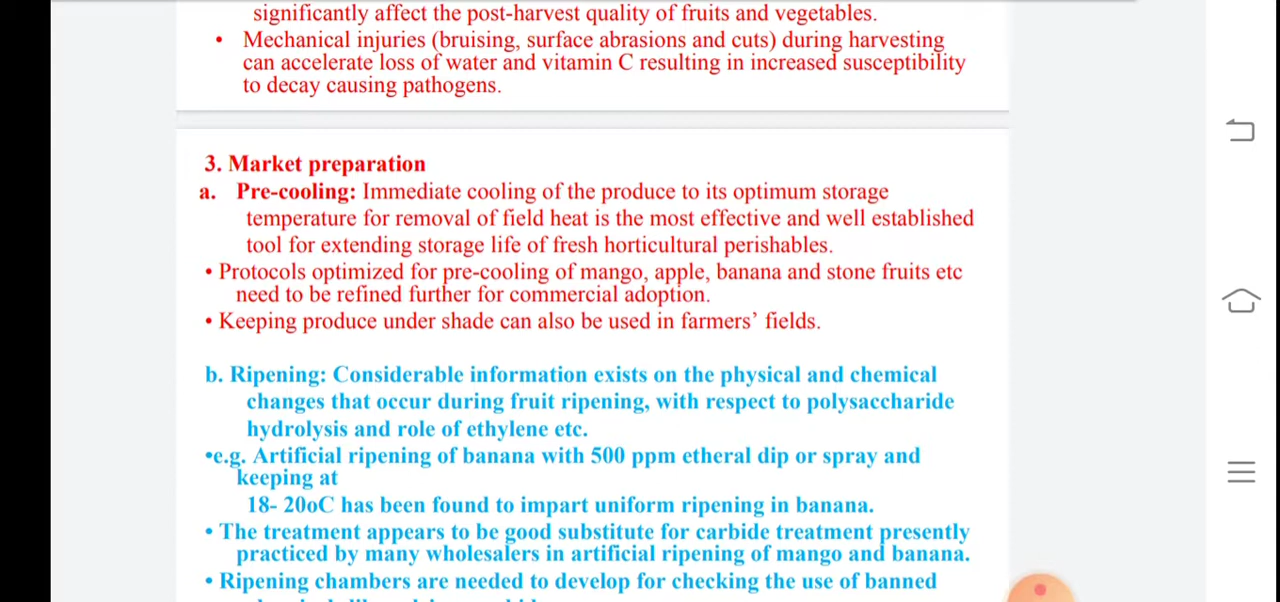 significantly affect the post-harvest quality of fruits and vegetables.
• Mechanical injuries (bruising, surface abrasions and cuts) during harvesting
can accelerate loss of water and vitamin C resulting in increased susceptibility
to decay causing pathogens.
3. Market preparation
a. Pre-cooling: Immediate cooling of the produce to its optimum storage
temperature for removal of field heat is the most effective and well established
tool for extending storage life of fresh horticultural perishables.
• Protocols optimized for pre-cooling of mango, apple, banana and stone fruits etc
need to be refined further for commercial adoption.
• Keeping produce under shade can also be used in farmers’ fields.
b. Ripening: Considerable information exists on the physical and chemical
changes that occur during fruit ripening, with respect to polysaccharide
hydrolysis and role of ethylene etc.
•e.g. Artificial ripening of banana with 500 ppm etheral dip or spray and
keeping at
18- 20oC has been found to impart uniform ripening in banana.
• The treatment appears to be good substitute for carbide treatment presently
practiced by many wholesalers in artificial ripening of mango and banana.
• Ripening chambers are needed to develop for checking the use of banned